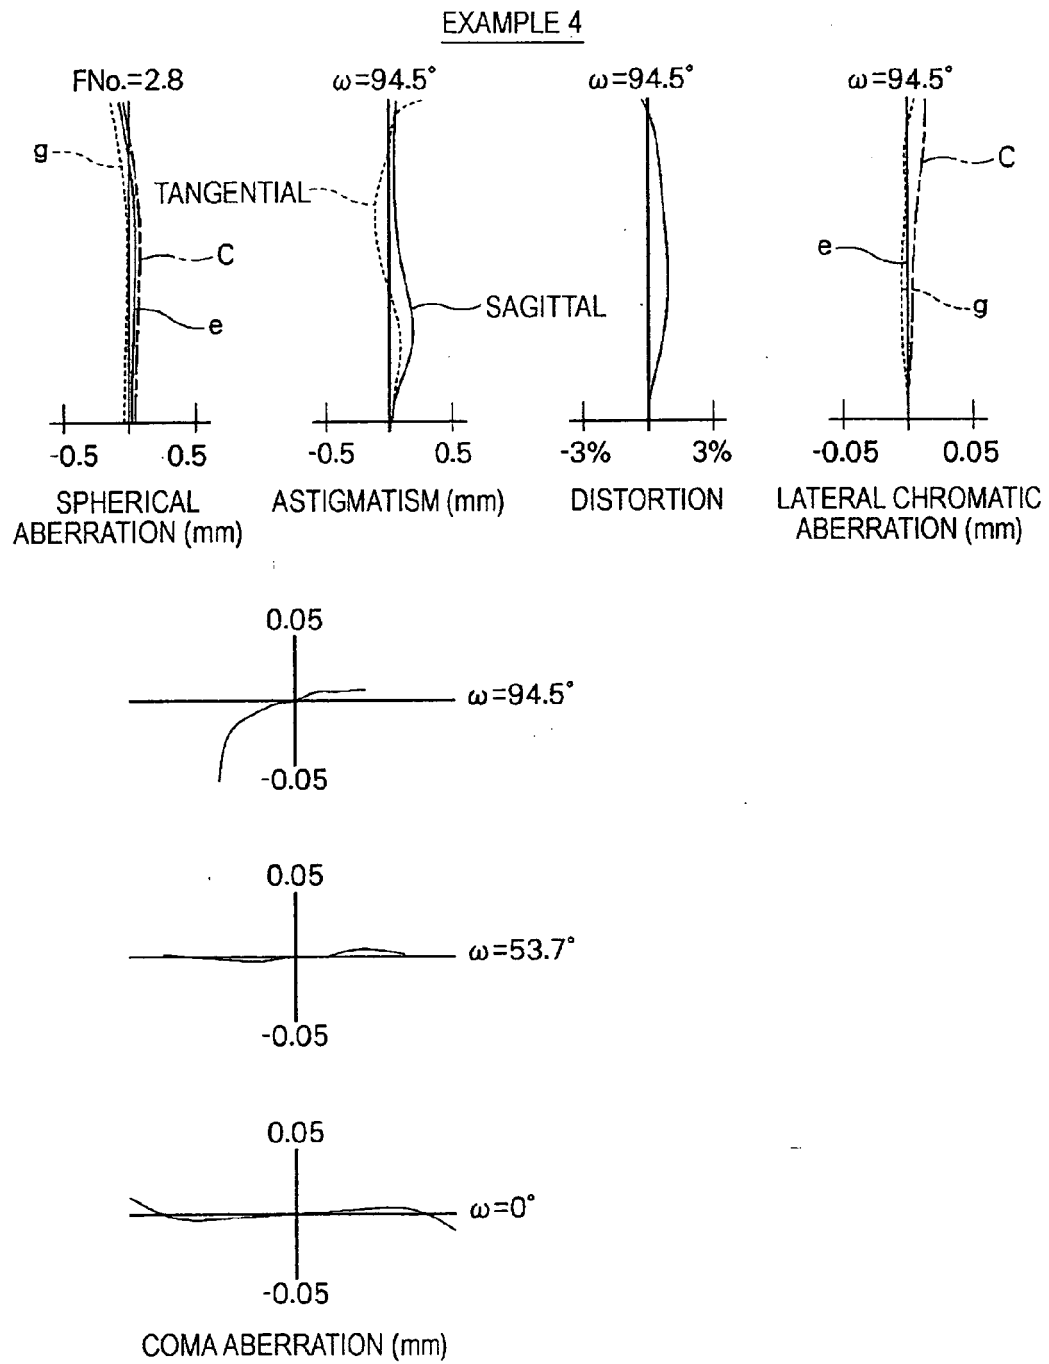 EXAMPLE 4
FNo.=2.8
ω=94.5°
ω=94.5°
ω=94.5°
g
C
TANGENTIAL
C
e
SAGITTAL
g
e
-0.5 0.5
-0.5 0.5
-3% 3%
-0.05 0.05
SPHERICAL
ABERRATION (mm)
ASTIGMATISM (mm)
DISTORTION
LATERAL CHROMATIC
ABERRATION (mm)
0.05
ω=94.5°
-0.05
0.05
ω=53.7°
-0.05
0.05
ω=0°
-0.05
COMA ABERRATION (mm)